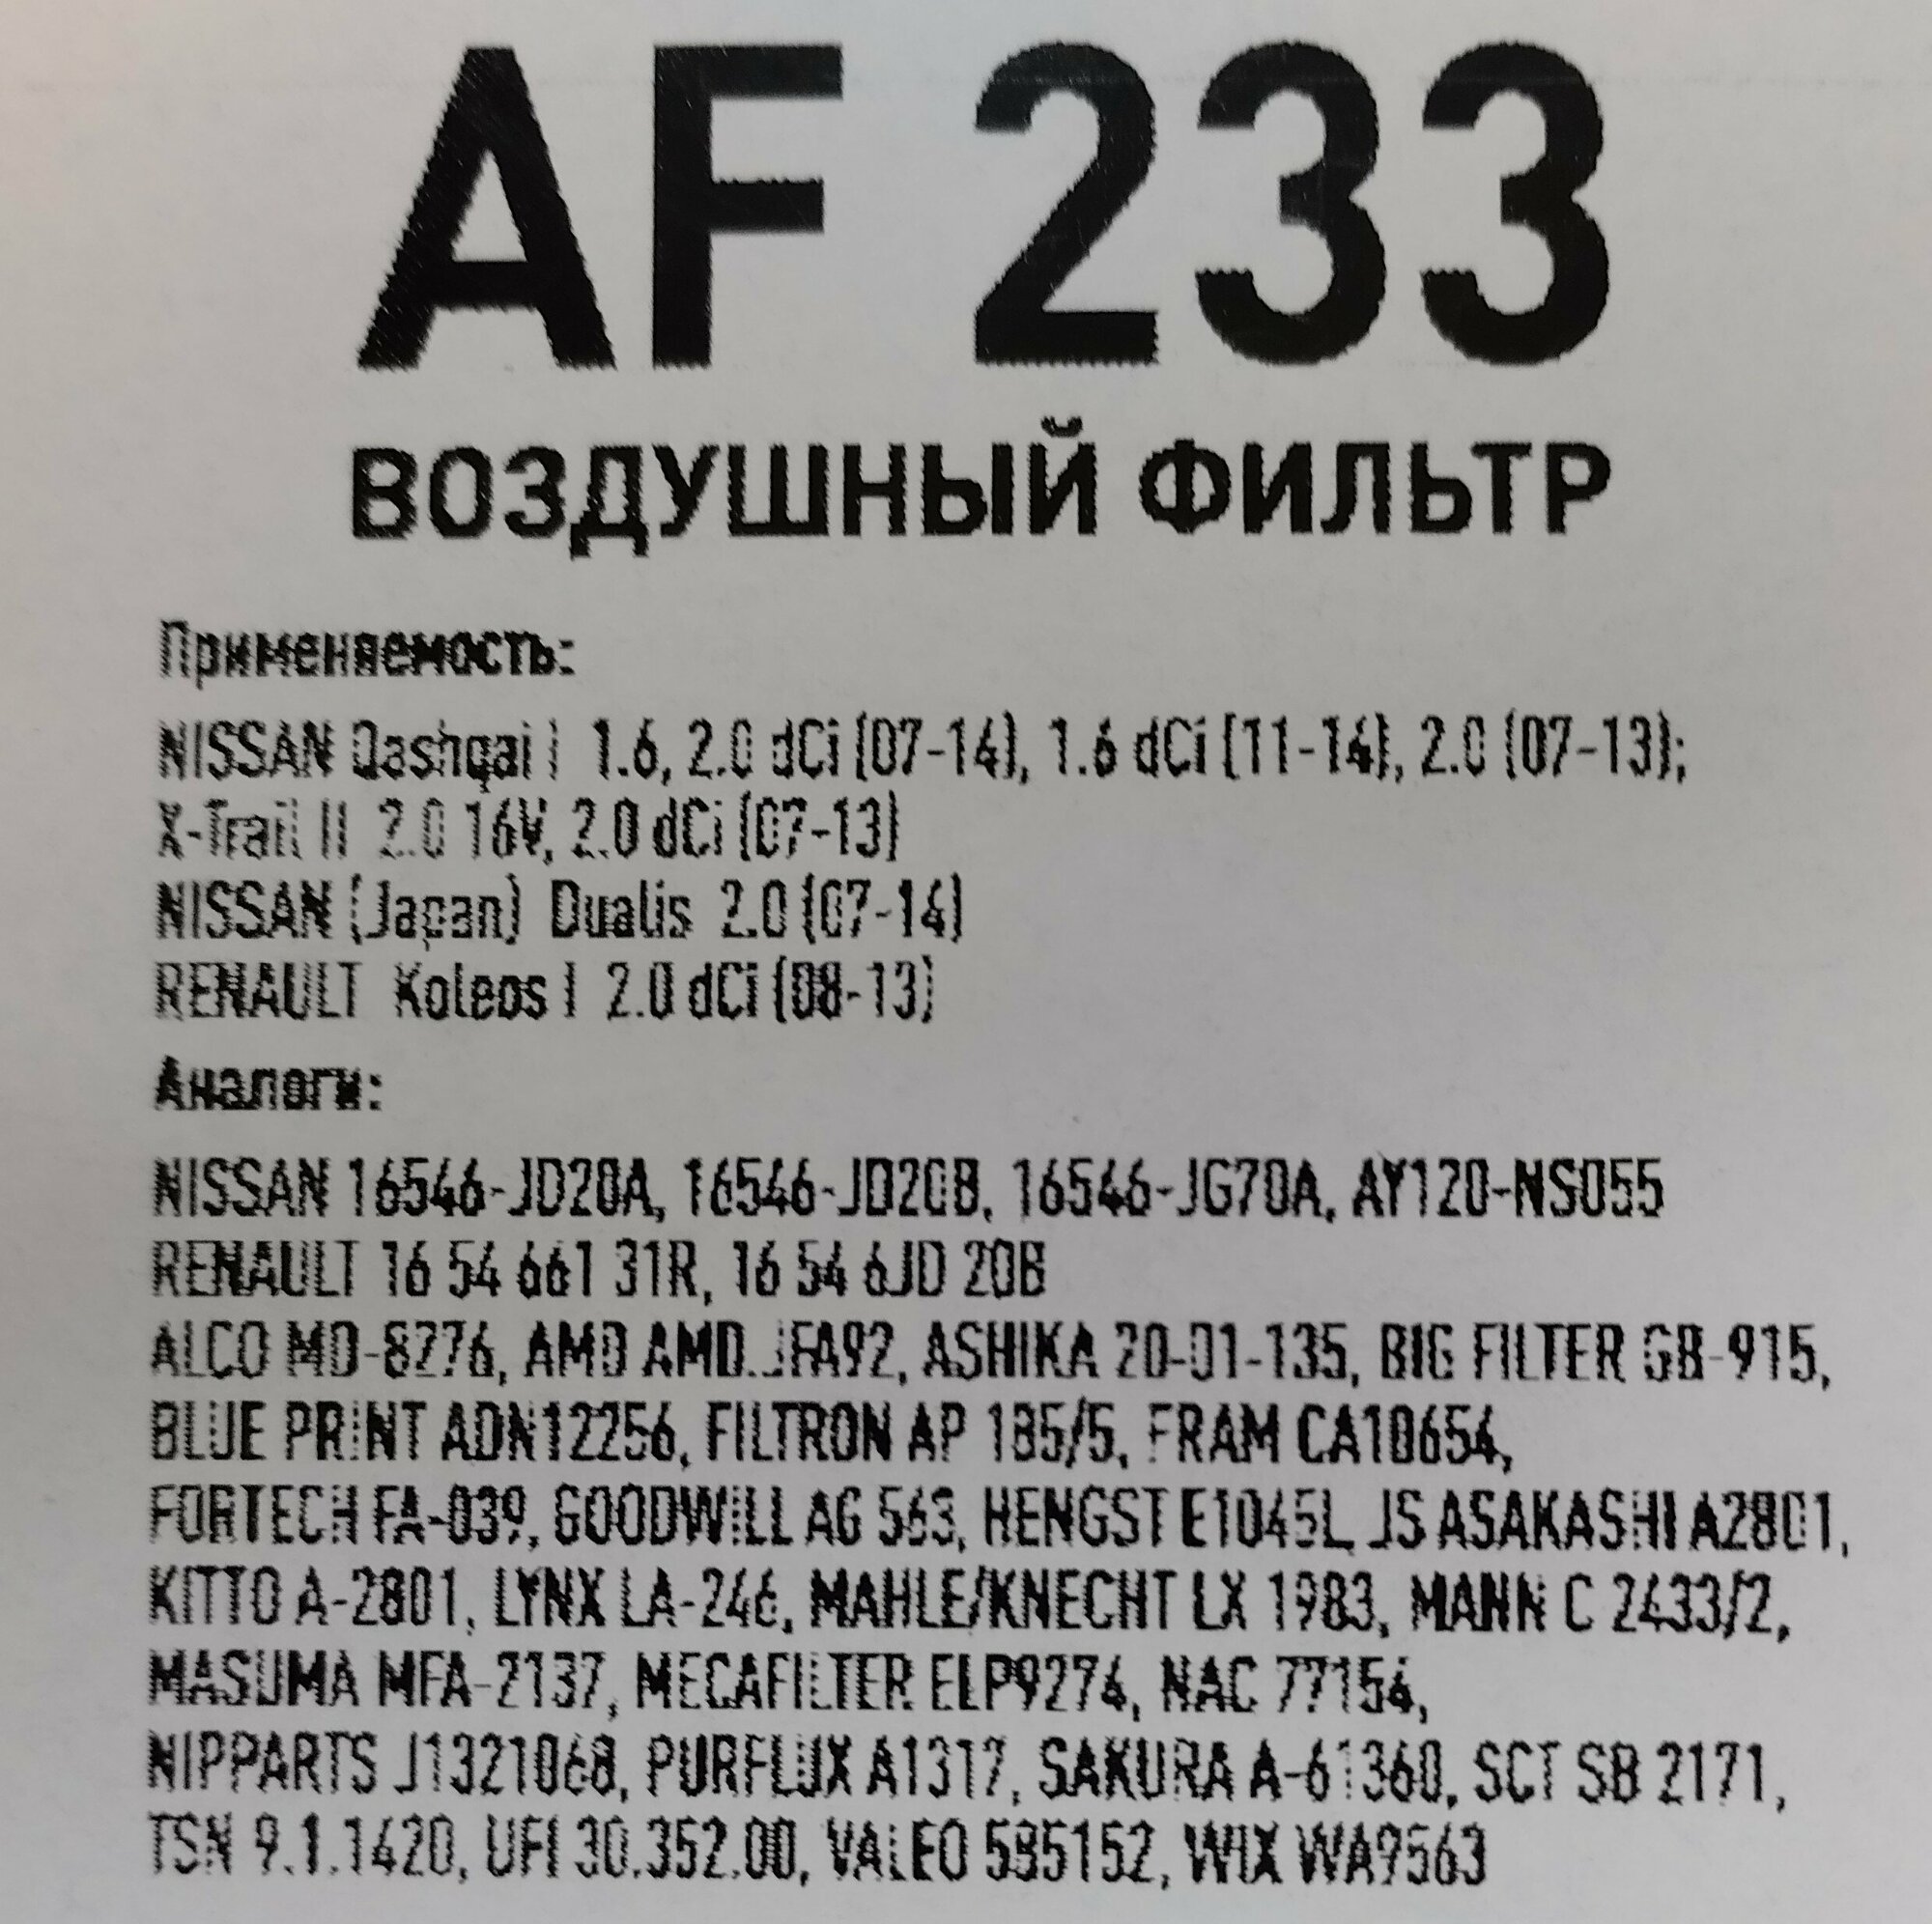 AF 233
ВОЗДУШНЫЙ ФИЛЬТР
Применяемость:
NISSAN Qashqai I 1.6, 2.0 dCi (07-14), 1.6 dCi (11-14), 2.0 (07-13);
X-Trail II 2.0 16V, 2.0 dCi (07-13)
NISSAN (Japan) Dualis 2.0 (07-14)
RENAULT Koleos I 2.0 dCi (08-13)
Аналоги:
NISSAN 16546-JD20A, 16546-JD20B, 16546-JG70A, AY120-NS055
RENAULT 16 54 661 31R, 16 54 6JD 20B
ALCO MD-8276, AMD AMD.JFA92, ASHIKA 20-01-135, BIG FILTER GB-915,
BLUE PRINT ADN12256, FILTRON AP 185/5, FRAM CA10654,
FORTECH FA-039, GOODWILL AG 563, HENGST E1045L, JS ASAKASHI A2801,
KITTO A-2801, LYNX LA-246, MAHLE/KNECHT LX 1983, MANN C 2433/2,
MASUMA MFA-2137, MECAFILTER ELP9274, NAC 77154,
NIPPARTS J1321068, PURFLUX A1317, SAKURA A-61360, SCT SB 2171,
TSN 9.1.1420, UFI 30.352.00, VALEO 585152, WIX WA9563